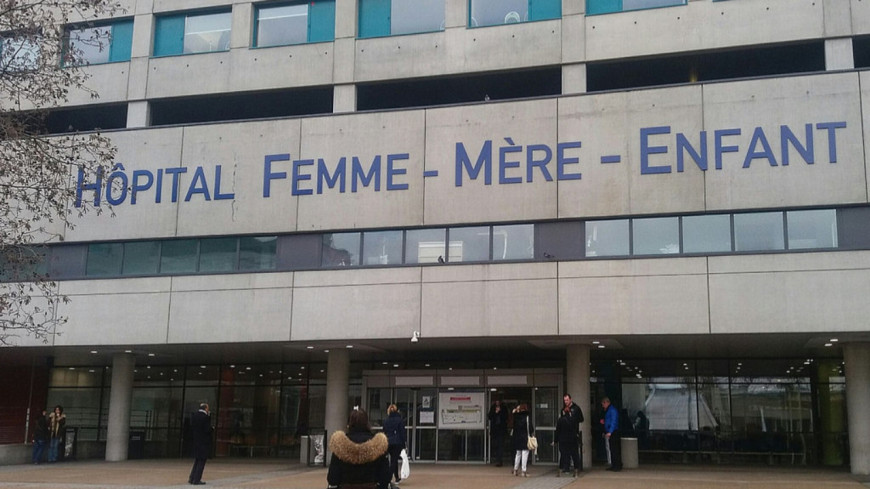 HÔPITAL FEMME - MÈRE - ENFANT